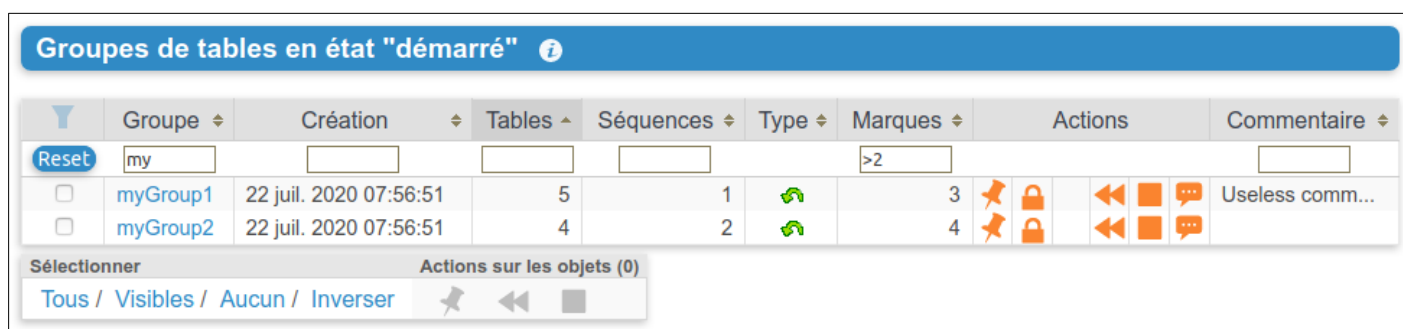 Groupes de tables en état "démarré" i
Groupe Création Tables Séquences Type Marques Actions Commentaire
Reset my >2
myGroup1 22 juil. 2020 07:56:51 5 1 3 Useless comm...
myGroup2 22 juil. 2020 07:56:51 4 2 4
Sélectionner Actions sur les objets (0)
Tous / Visibles / Aucun / Inverser